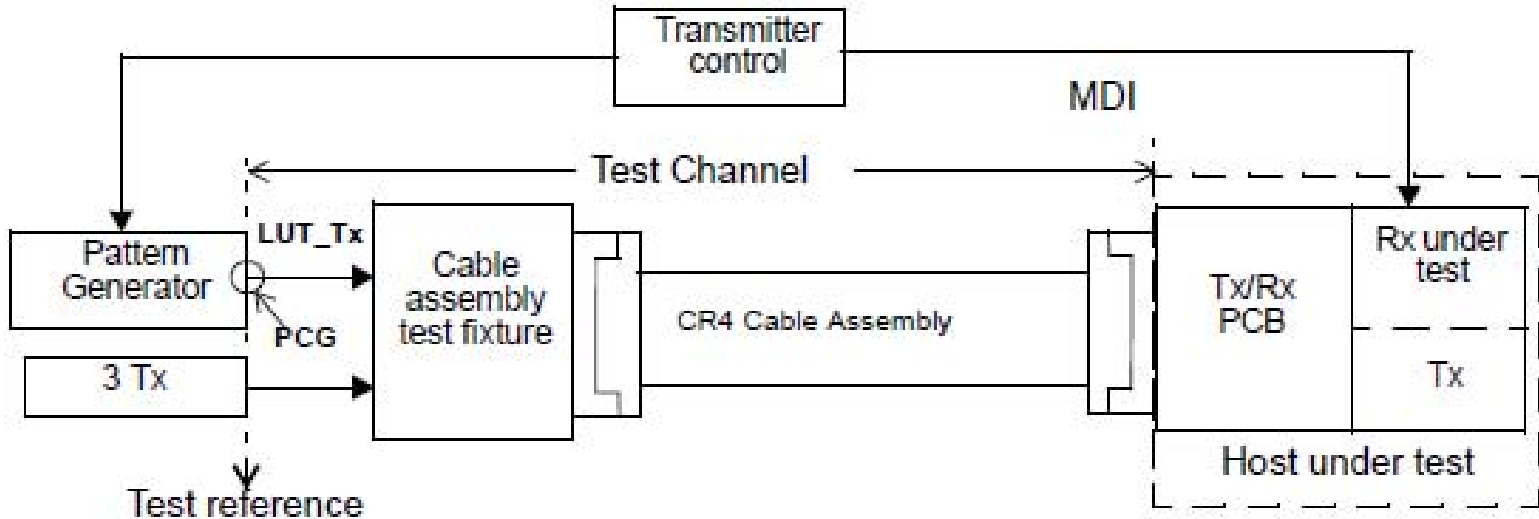 Transmitter
control
MDI
Test Channel
LUT_Tx
Pattern
Generator
PCG
3 Tx
Cable
assembly
test fixture
CR4 Cable Assembly
Tx/Rx
PCB
Rx under
test
Tx
Host under test
Test reference